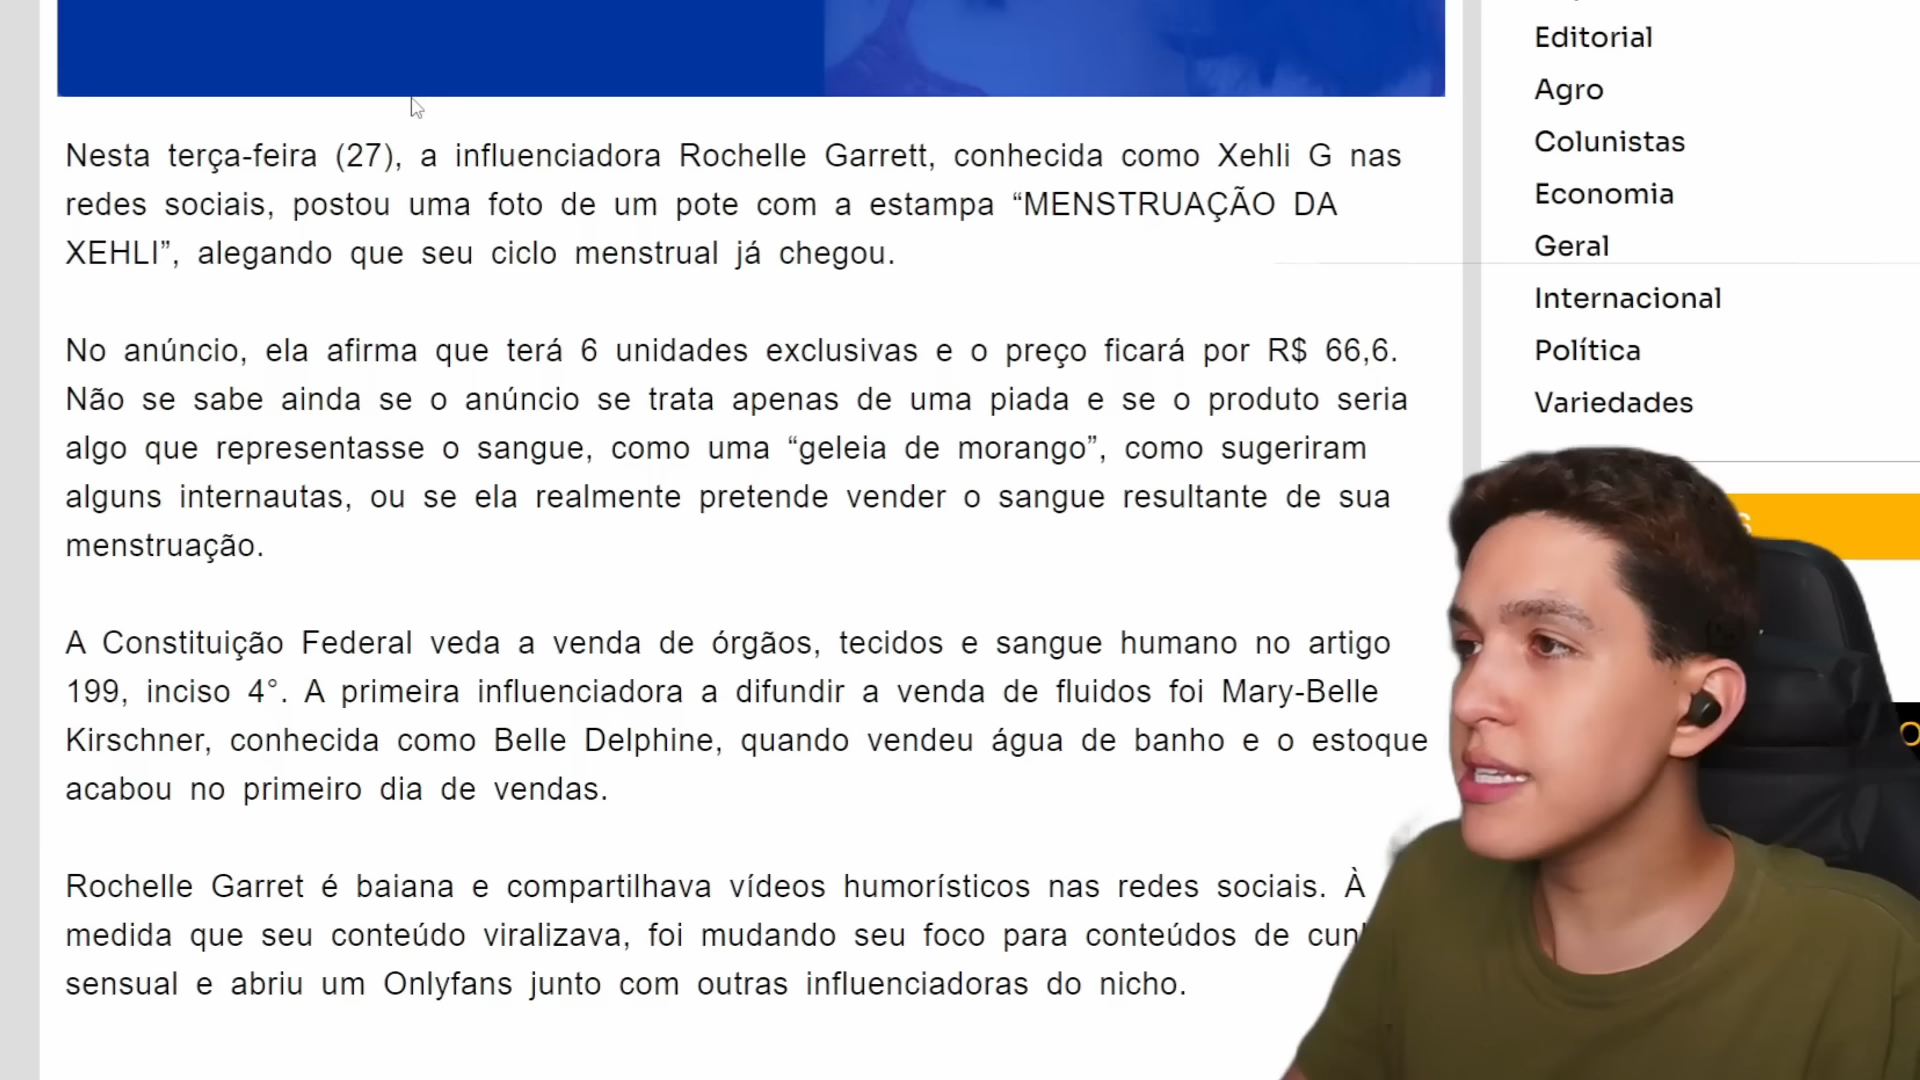 Editorial
Agro
Colunistas
Economia
Geral
Internacional
Política
Variedades
Nesta terça-feira (27), a influenciadora Rochelle Garrett, conhecida como Xehli G nas
redes sociais, postou uma foto de um pote com a estampa “MENSTRUAÇÃO DA
XEHLI”, alegando que seu ciclo menstrual já chegou.
No anúncio, ela afirma que terá 6 unidades exclusivas e o preço ficará por R$ 66,6.
Não se sabe ainda se o anúncio se trata apenas de uma piada e se o produto seria
algo que representasse o sangue, como uma “geleia de morango”, como sugeriram
alguns internautas, ou se ela realmente pretende vender o sangue resultante de sua
menstruação.
A Constituição Federal veda a venda de órgãos, tecidos e sangue humano no artigo
199, inciso 4°. A primeira influenciadora a difundir a venda de fluidos foi Mary-Belle
Kirschner, conhecida como Belle Delphine, quando vendeu água de banho e o estoque
acabou no primeiro dia de vendas.
Rochelle Garret é baiana e compartilhava vídeos humorísticos nas redes sociais. À
medida que seu conteúdo viralizava, foi mudando seu foco para conteúdos de
sensual e abriu um Onlyfans junto com outras influenciadoras do nicho.